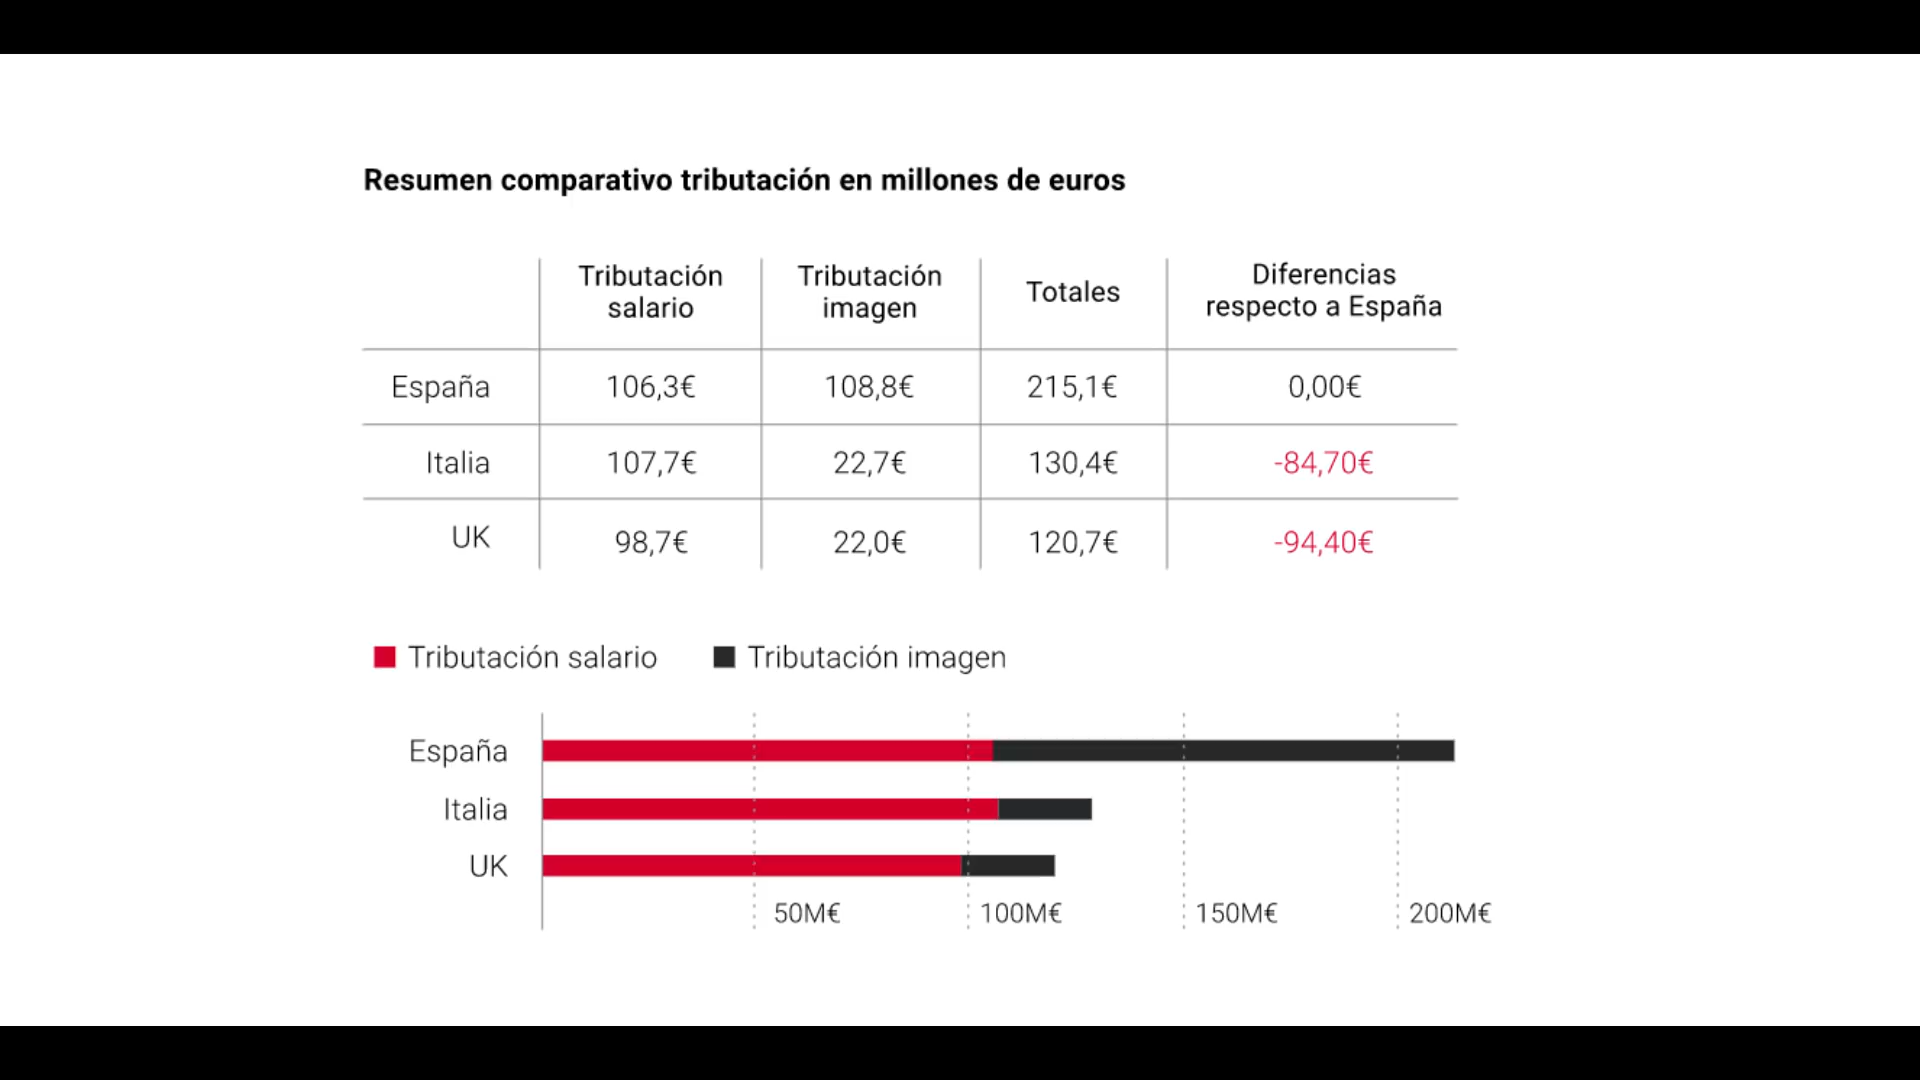 Resumen comparativo tributación en millones de euros
Tributación salario Tributación imagen Totales Diferencias respecto a España
España 106,3€ 108,8€ 215,1€ 0,00€
Italia 107,7€ 22,7€ 130,4€ -84,70€
UK 98,7€ 22,0€ 120,7€ -94,40€
Tributación salario Tributación imagen
España
Italia
UK
50M€ 100M€ 150M€ 200M€